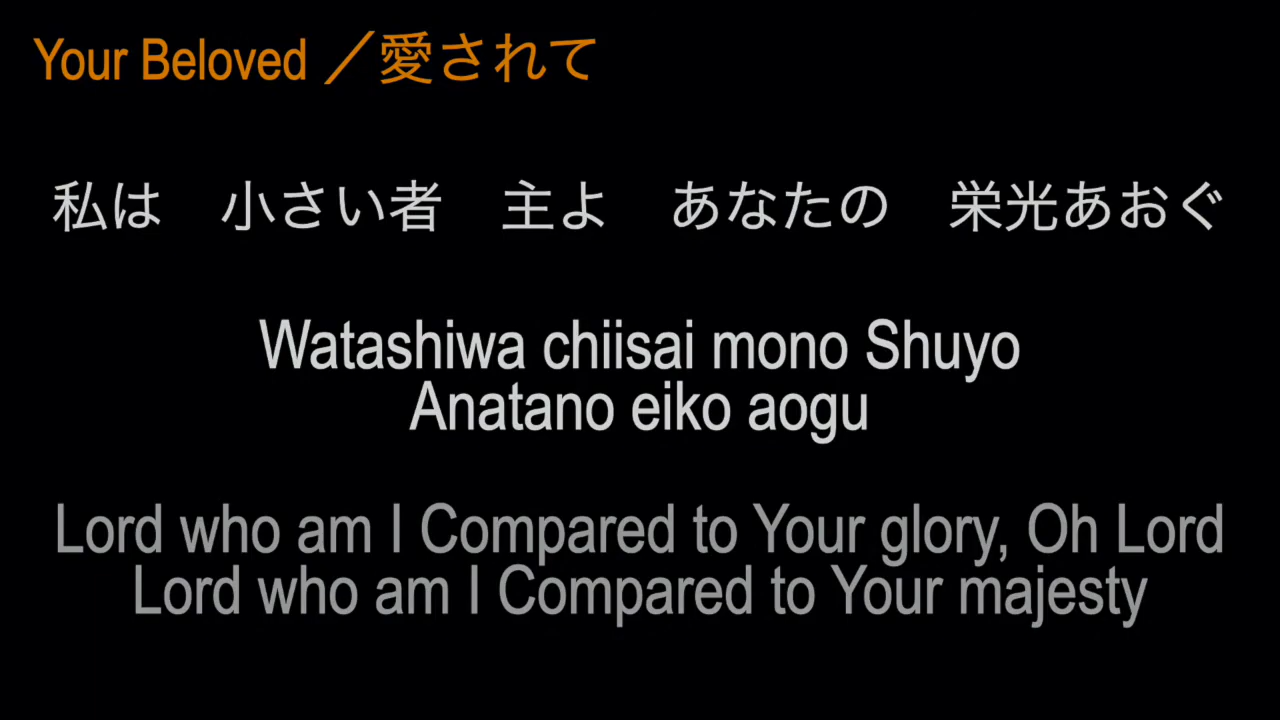 Your Beloved ／愛されて
私は　小さい者　主よ　あなたの　栄光あおぐ
Watashiwa chiisai mono Shuyo
Anatano eiko aogu
Lord who am I Compared to Your glory, Oh Lord
Lord who am I Compared to Your majesty